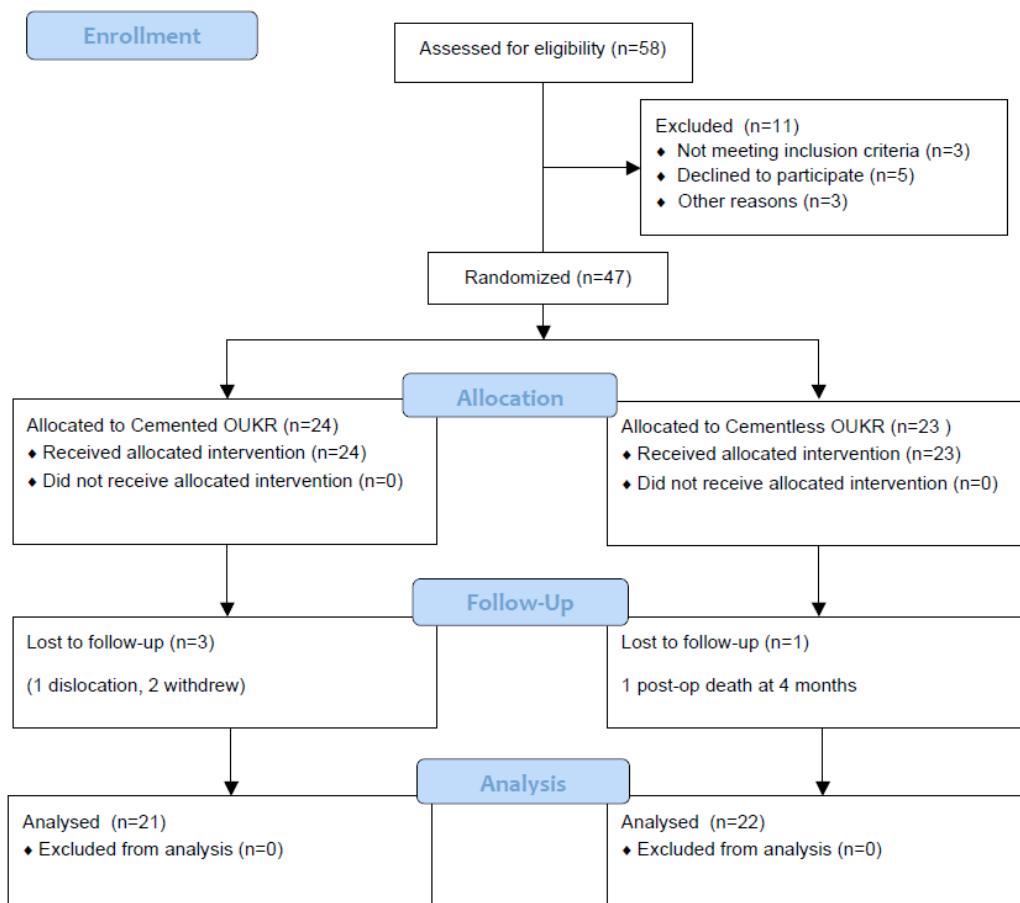 Enrollment
Assessed for eligibility (n=58)
Excluded (n=11)
♦ Not meeting inclusion criteria (n=3)
♦ Declined to participate (n=5)
♦ Other reasons (n=3)
Randomized (n=47)
Allocation
Allocated to Cemented OUKR (n=24)
♦ Received allocated intervention (n=24)
♦ Did not receive allocated intervention (n=0)
Allocated to Cementless OUKR (n=23 )
♦ Received allocated intervention (n=23)
♦ Did not receive allocated intervention (n=0)
Follow-Up
Lost to follow-up (n=3)
(1 dislocation, 2 withdrew)
Lost to follow-up (n=1)
1 post-op death at 4 months
Analysis
Analysed (n=21)
♦ Excluded from analysis (n=0)
Analysed (n=22)
♦ Excluded from analysis (n=0)